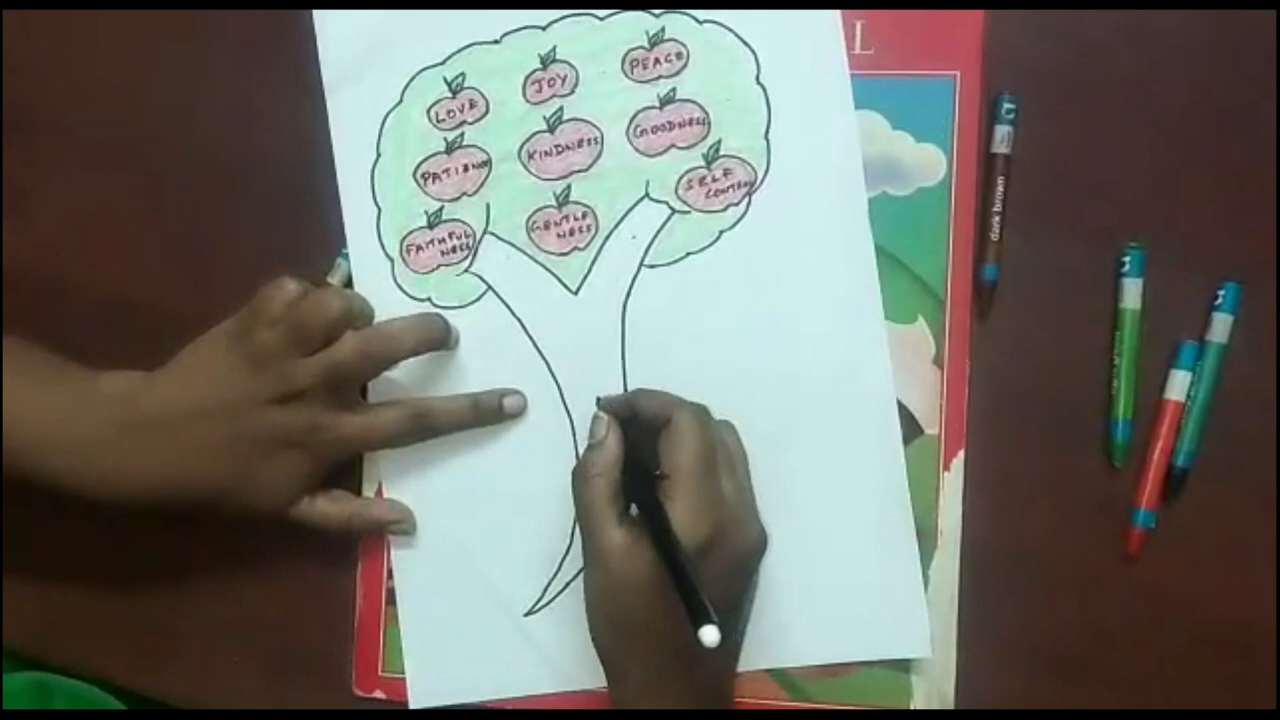 LOVE
JOY
PEACE
PATIENCE
KINDNESS
GOODNESS
FAITHFUL
NESS
GENTLE
NESS
SELF
CONTROL
L
dark brown